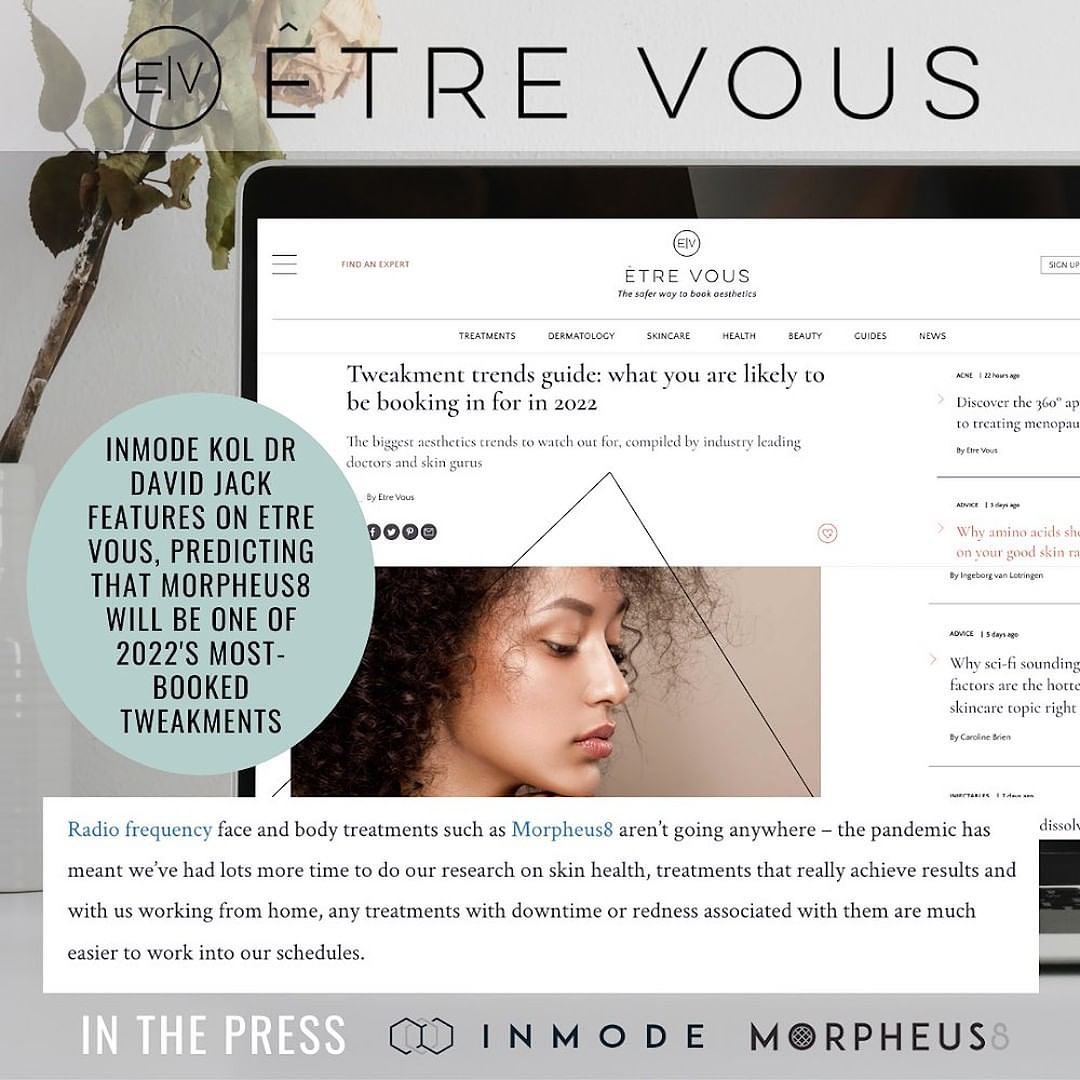 E|V ÊTRE VOUS
FIND AN EXPERT
E|V
ÊTRE VOUS
The safer way to book aesthetics
SIGN UP
TREATMENTS DERMATOLOGY SKINCARE HEALTH BEAUTY GUIDES NEWS
Tweakment trends guide: what you are likely to
be booking in for in 2022
The biggest aesthetics trends to watch out for, compiled by industry leading
doctors and skin gurus
By Etre Vous
ACNE | 22 hours ago
Discover the 360° ap
to treating menopau
By Etre Vous
ADVICE | 3 days ago
Why amino acids sho
on your good skin ra
By Ingeborg van Lotringen
ADVICE | 5 days ago
Why sci-fi sounding
factors are the hotte
skincare topic right
By Caroline Brien
INJECTABLES | 7 days ago
dissolv
INMODE KOL DR
DAVID JACK
FEATURES ON ETRE
VOUS, PREDICTING
THAT MORPHEUS8
WILL BE ONE OF
2022'S MOST-
BOOKED
TWEAKMENTS
Radio frequency face and body treatments such as Morpheus8 aren’t going anywhere – the pandemic has
meant we’ve had lots more time to do our research on skin health, treatments that really achieve results and
with us working from home, any treatments with downtime or redness associated with them are much
easier to work into our schedules.
IN THE PRESS INMODE MORPHEUS8